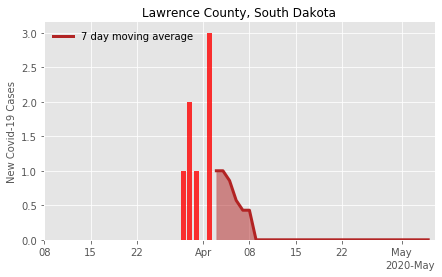 Lawrence County, South Dakota
7 day moving average
New Covid-19 Cases
3.0
2.5
2.0
1.5
1.0
0.5
0.0
08 15 22 Apr 08 15 22 May
2020-May